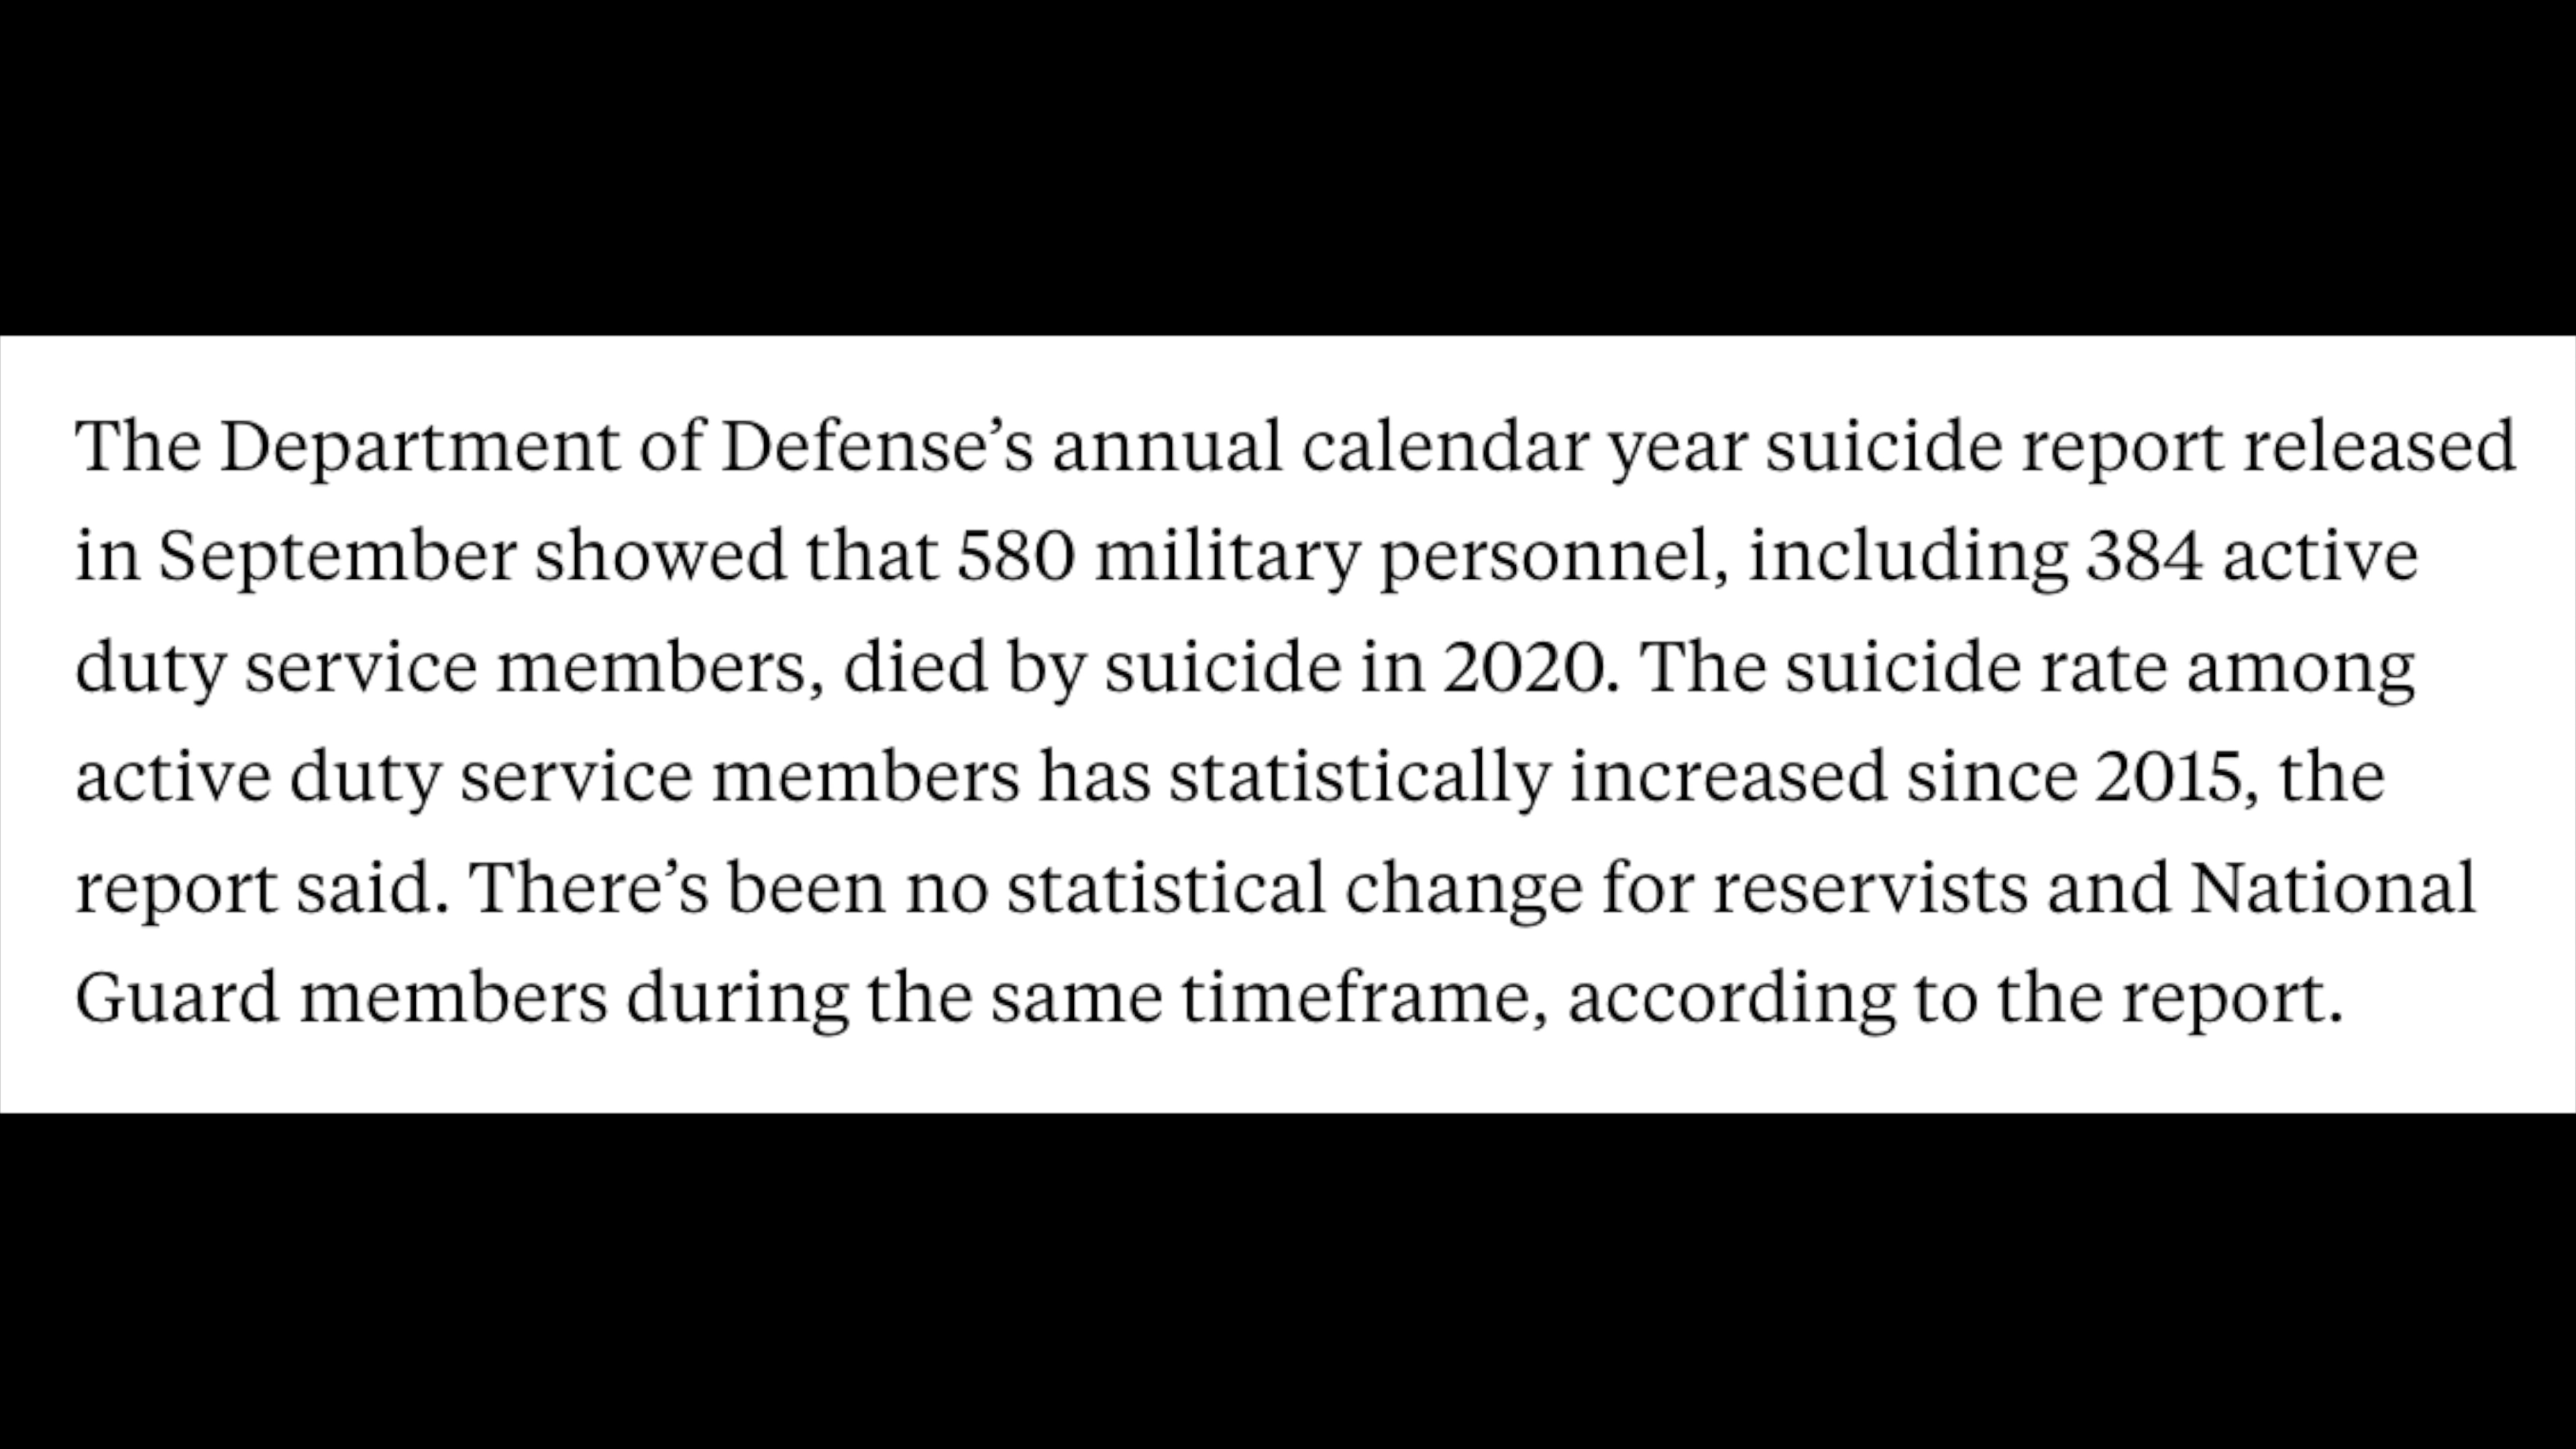 The Department of Defense’s annual calendar year suicide report released
in September showed that 580 military personnel, including 384 active
duty service members, died by suicide in 2020. The suicide rate among
active duty service members has statistically increased since 2015, the
report said. There’s been no statistical change for reservists and National
Guard members during the same timeframe, according to the report.